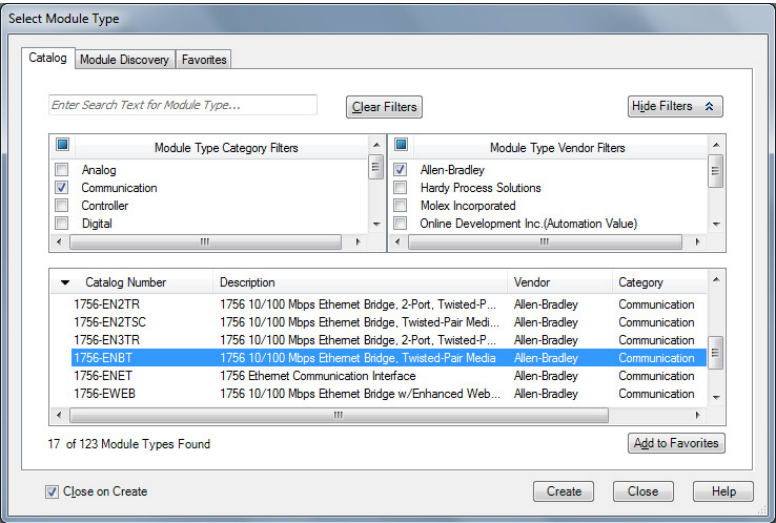 Select Module Type
Catalog Module Discovery Favorites
Enter Search Text for Module Type... Clear Filters Hide Filters
Module Type Category Filters Module Type Vendor Filters
Analog Allen-Bradley
Communication Hardy Process Solutions
Controller Molex Incorporated
Digital Online Development Inc.(Automation Value)
Catalog Number Description Vendor Category
1756-EN2TR 1756 10/100 Mbps Ethernet Bridge, 2-Port, Twisted-P... Allen-Bradley Communication
1756-EN2TSC 1756 10/100 Mbps Ethernet Bridge, Twisted-Pair Medi... Allen-Bradley Communication
1756-EN3TR 1756 10/100 Mbps Ethernet Bridge, 2-Port, Twisted-P... Allen-Bradley Communication
1756-ENBT 1756 10/100 Mbps Ethernet Bridge, Twisted-Pair Media Allen-Bradley Communication
1756-ENET 1756 Ethernet Communication Interface Allen-Bradley Communication
1756-EWEB 1756 10/100 Mbps Ethernet Bridge w/Enhanced Web... Allen-Bradley Communication
17 of 123 Module Types Found Add to Favorites
Close on Create Create Close Help